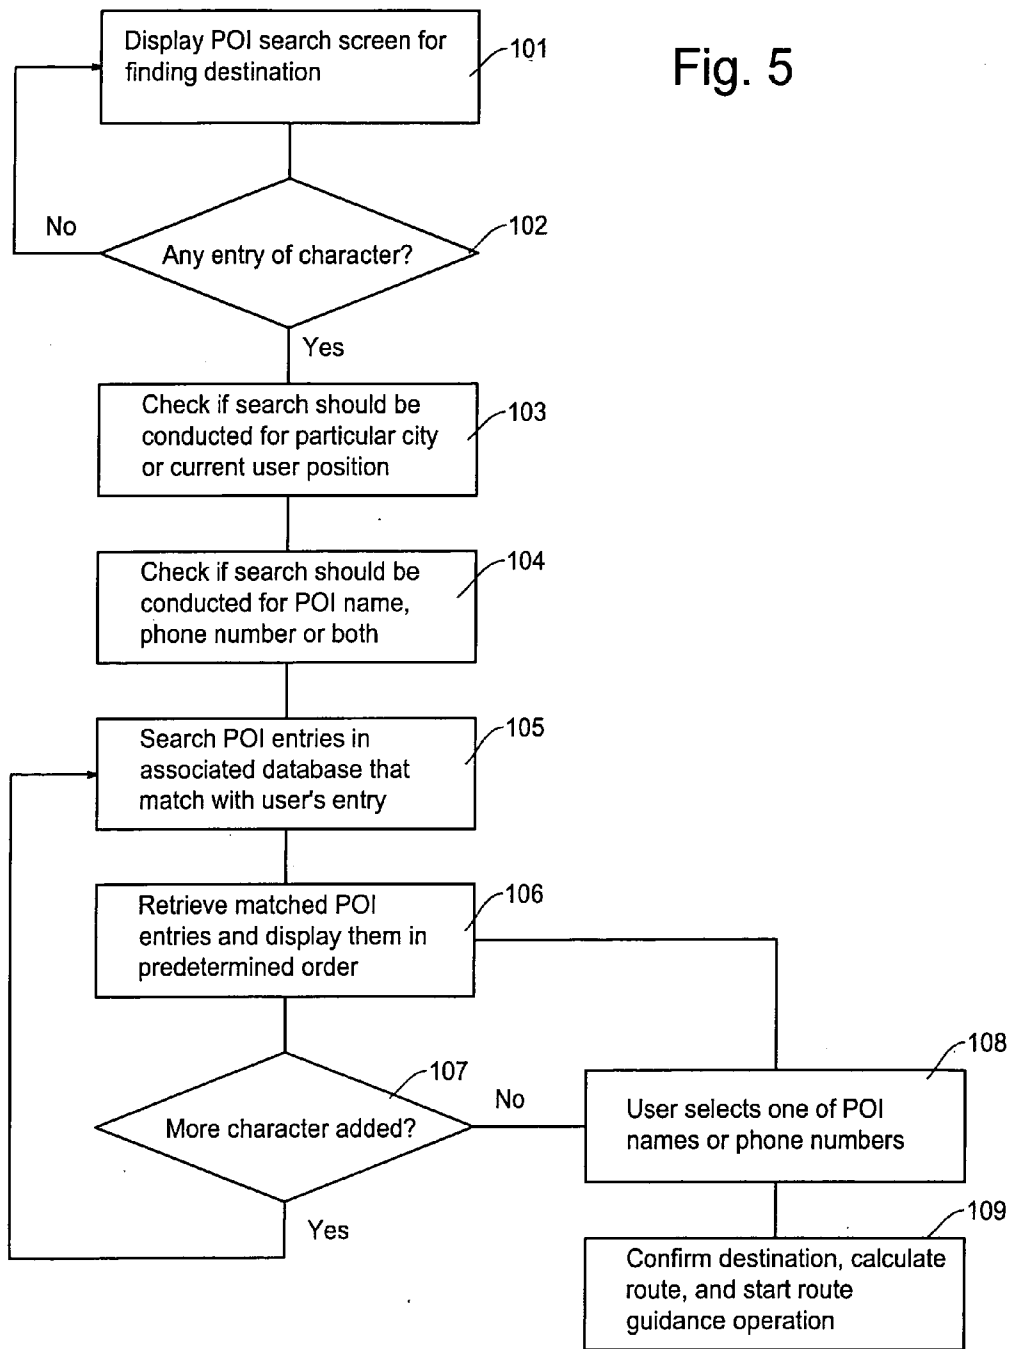 Fig. 5
Display POI search screen for
finding destination
101
Any entry of character?
102
No
Yes
Check if search should be
conducted for particular city
or current user position
103
Check if search should be
conducted for POI name,
phone number or both
104
Search POI entries in
associated database that
match with user's entry
105
Retrieve matched POI
entries and display them in
predetermined order
106
More character added?
107
No
Yes
User selects one of POI
names or phone numbers
108
Confirm destination, calculate
route, and start route
guidance operation
109